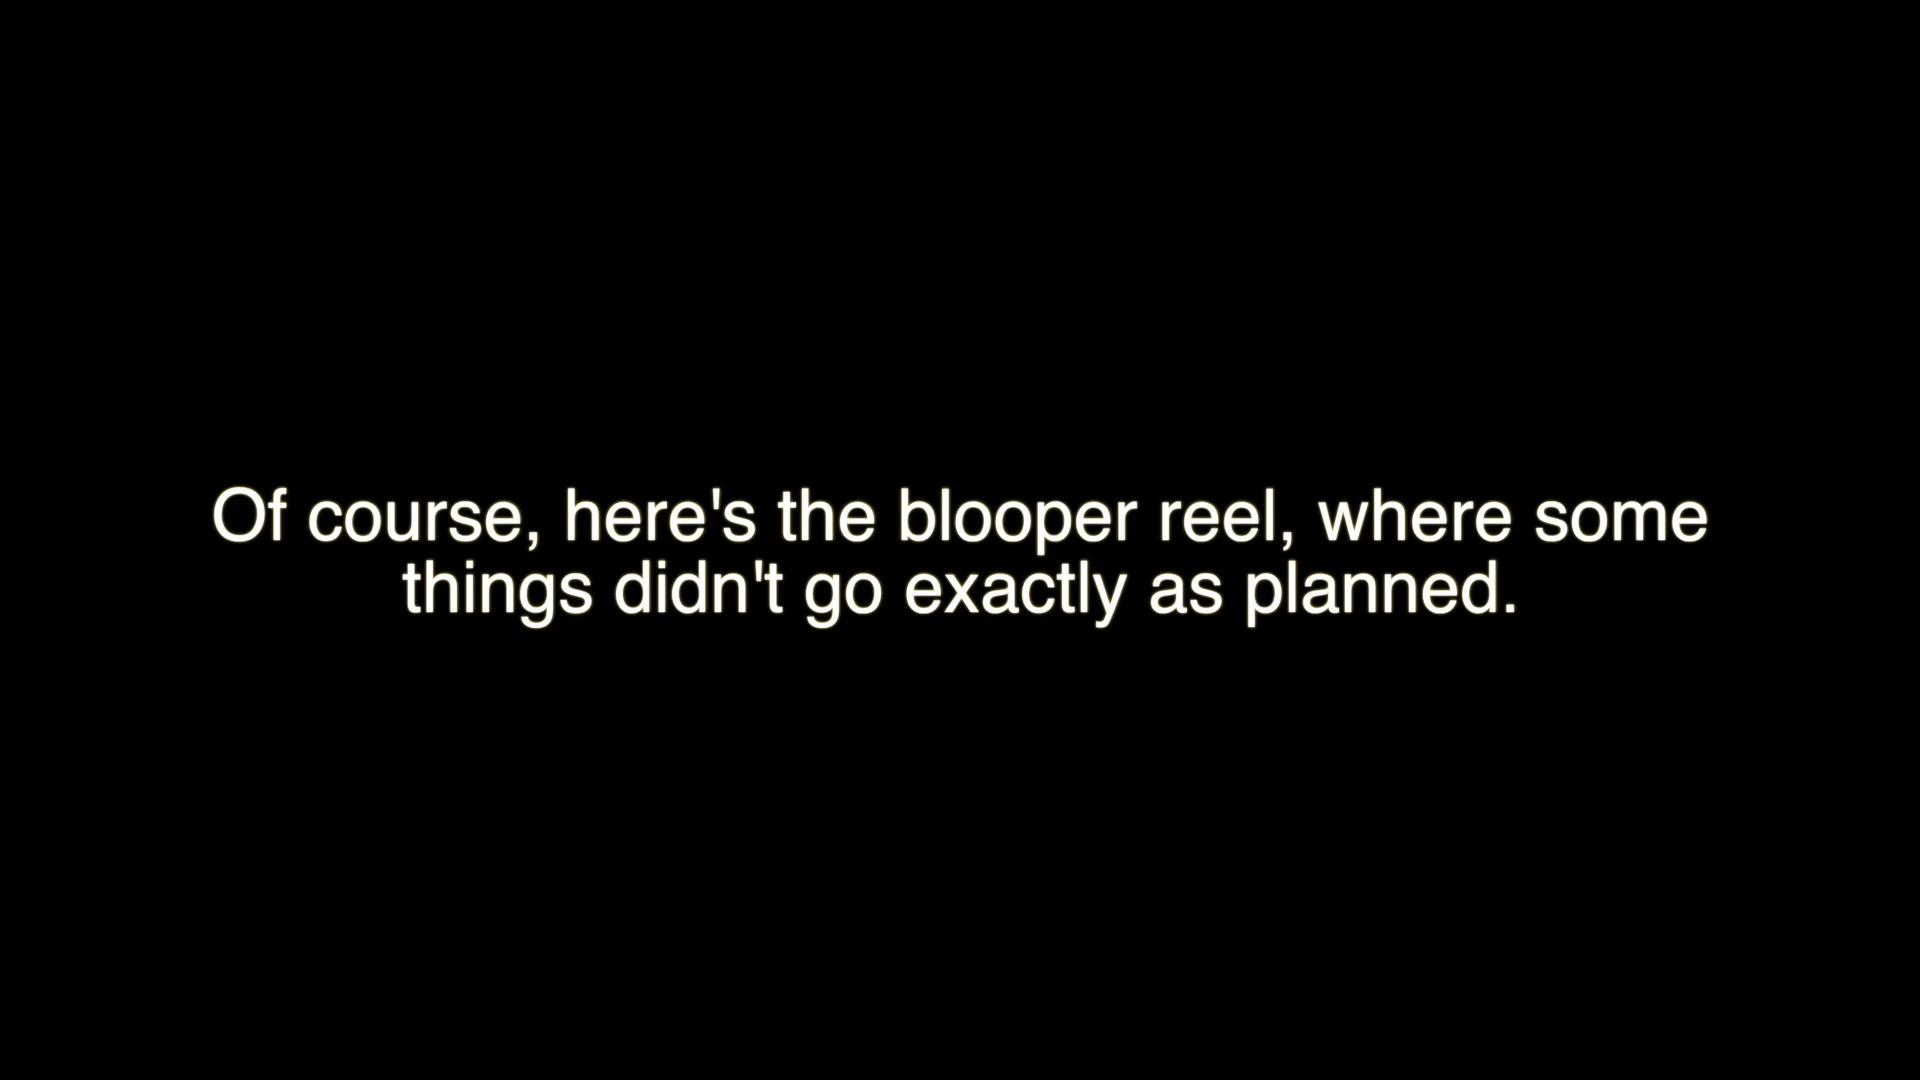 Of course, here's the blooper reel, where some
things didn't go exactly as planned.